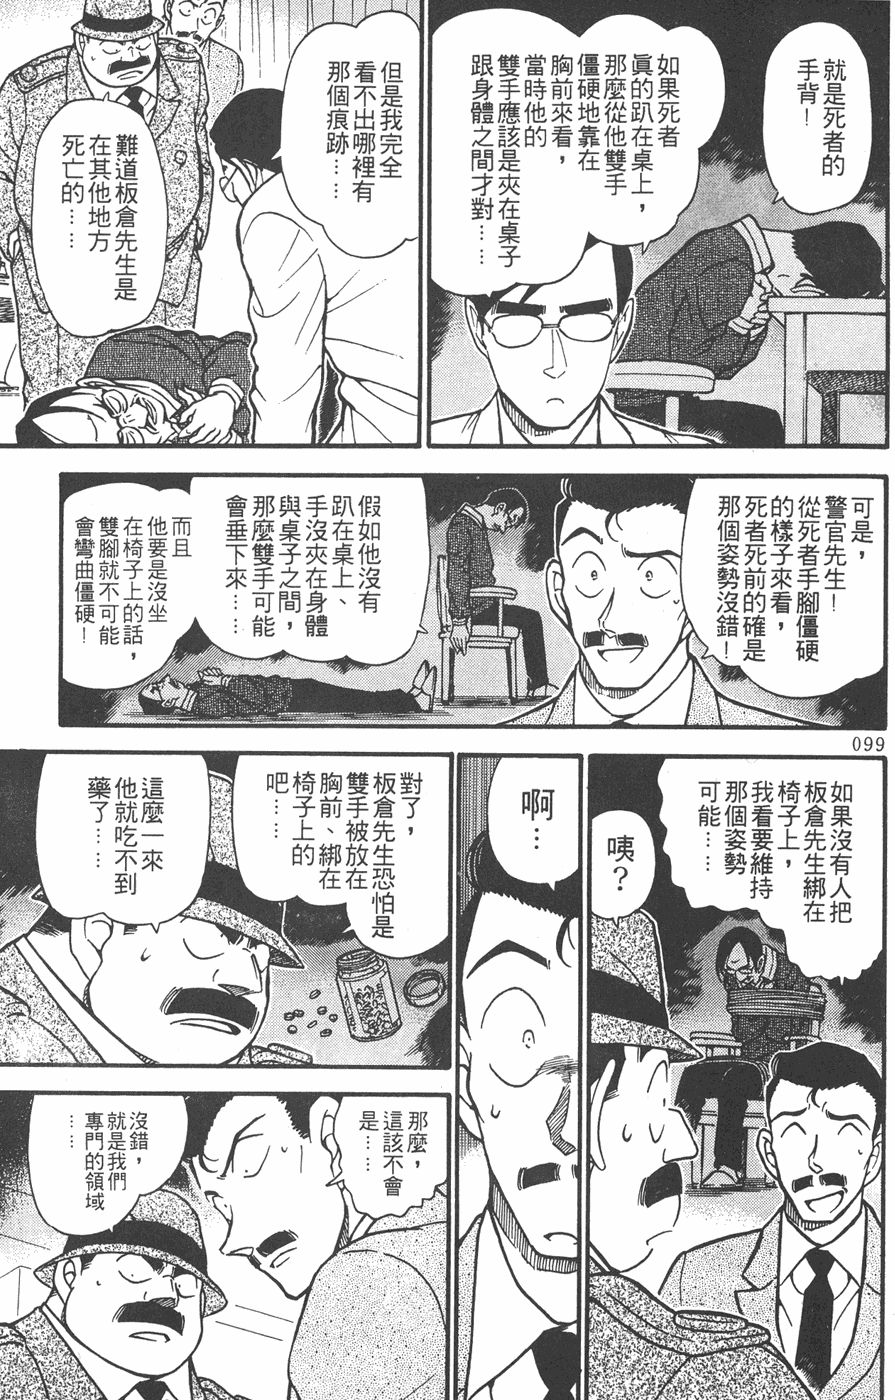 就是死者的
手背！
如果死者
真的趴在桌上，
那麼從他雙手
僵硬地靠在
胸前來看，
當時他的
雙手應該是夾在桌子
跟身體之間才對……
但是我完全
看不出哪裡有
那個痕跡……
難道板倉先生是
在其他地方
死亡的……
可是，
警官先生！
從死者手腳僵硬
的樣子來看，
死者死前的確是
那個姿勢沒錯！
假如他沒有
趴在桌上、
手沒夾在身體
與桌子之間，
那麼雙手可能
會垂下來……
而且
他要是沒坐
在椅子上的話，
雙腳就不可能
會彎曲僵硬！
099
如果沒有人把
板倉先生綁在
椅子上，
我看要維持
那個姿勢
可能……
咦？
啊…
對了，
板倉先生恐怕是
雙手被放在
胸前、綁在
椅子上的
吧……
這麼一來
他就吃不到
藥了……
那麼，
這該不會
是……
沒錯，
就是我們
專門的領域
……